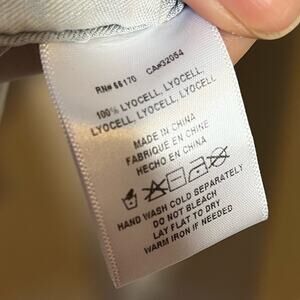 RN# 66170 CA#32054
100% LYOCELL, LYOCELL,
LYOCELL, LYOCELL, LYOCELL
MADE IN CHINA
FABRIQUE EN CHINE
HECHO EN CHINA
HAND WASH COLD SEPARATELY
DO NOT BLEACH
LAY FLAT TO DRY
WARM IRON IF NEEDED